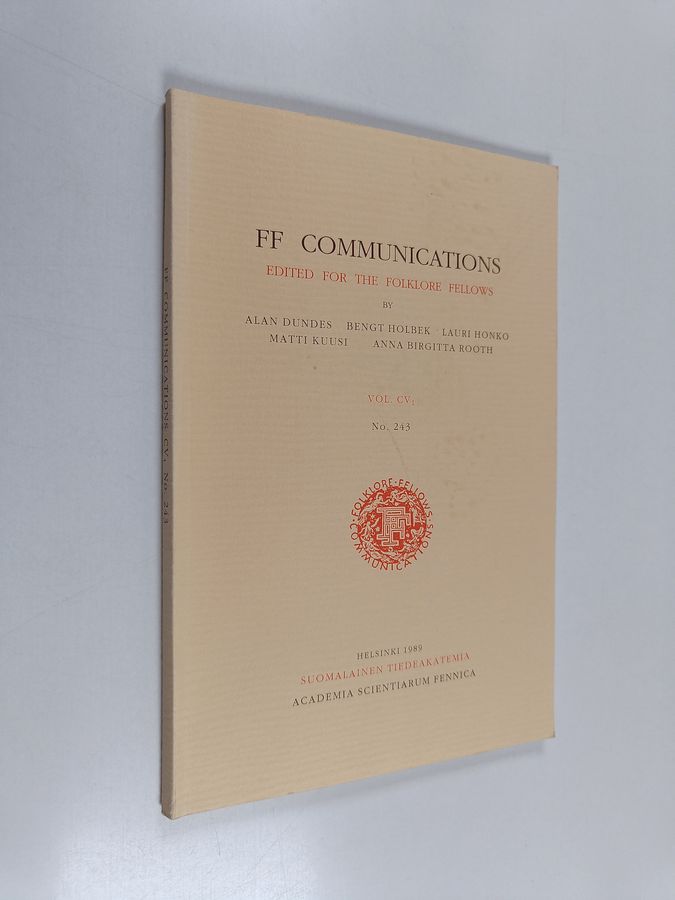 FF COMMUNICATIONS
EDITED FOR THE FOLKLORE FELLOWS
BY
ALAN DUNDES BENGT HOLBEK LAURI HONKO
MATTI KUUSI ANNA BIRGITTA ROOTH
VOL. CV₁
No. 243
FOLKLORE · FELLOWS
COMMUNICATIONS
FF
HELSINKI 1989
SUOMALAINEN TIEDEAKATEMIA
ACADEMIA SCIENTIARUM FENNICA
FF COMMUNICATIONS, CV₁ No. 243